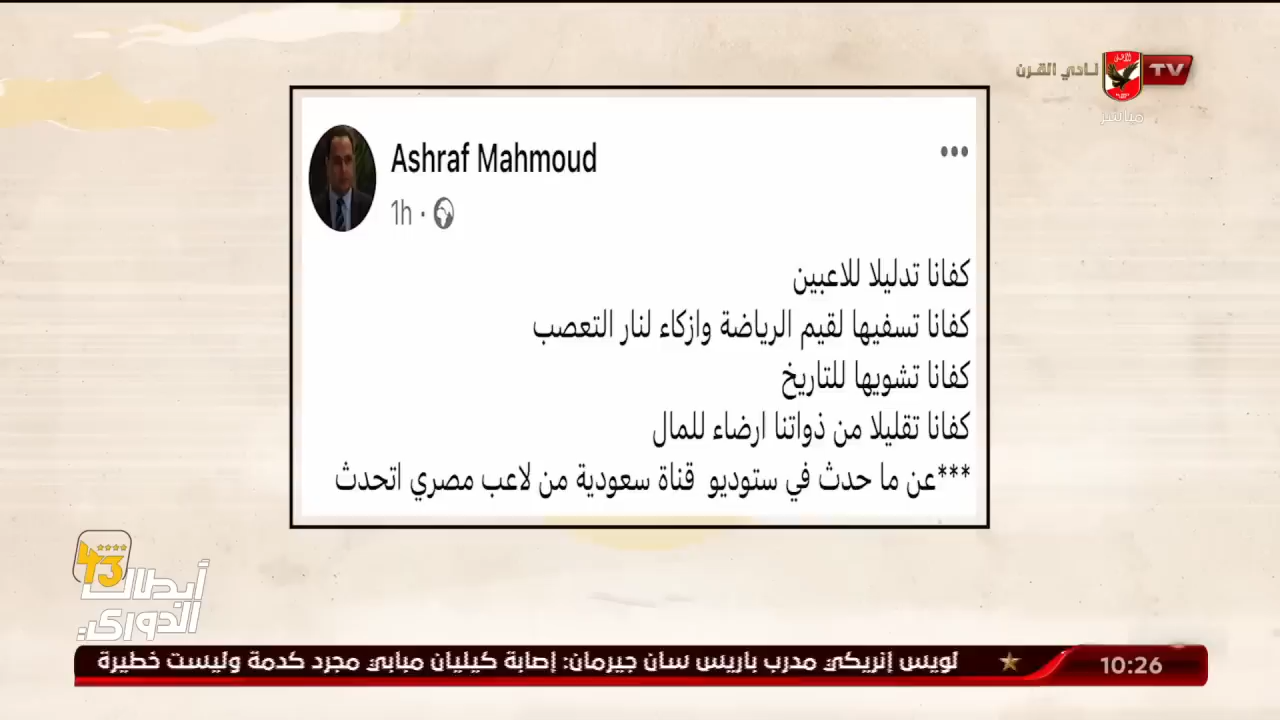 نادي القرن
TV
مباشر
Ashraf Mahmoud
1h ·
كفانا تدليلا للاعبين
كفانا تسفيها لقيم الرياضة وازكاء لنار التعصب
كفانا تشويها للتاريخ
كفانا تقليلا من ذواتنا ارضاء للمال
***عن ما حدث في ستوديو قناة سعودية من لاعب مصري اتحدث
43
أبطال
الدوري
لويس إنريكي مدرب باريس سان جيرمان: إصابة كيليان مبابي مجرد كدمة وليست خطيرة
10:26